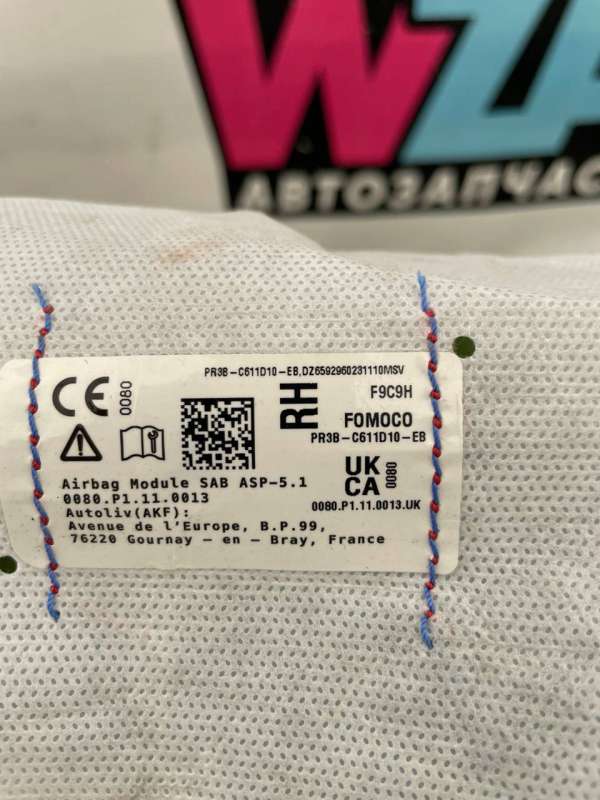 WZA
АВТОЗАПЧАС
PR3B-C611D10-EB,DZ6592960231110MSV
CE 0080
RH
F9C9H
FOMOCO
PR3B-C611D10-EB
UK
CA 0080
0080.P1.11.0013.UK
Airbag Module SAB ASP-5.1
0080.P1.11.0013
Autoliv(AKF):
Avenue de l'Europe, B.P.99,
76220 Gournay - en - Bray, France